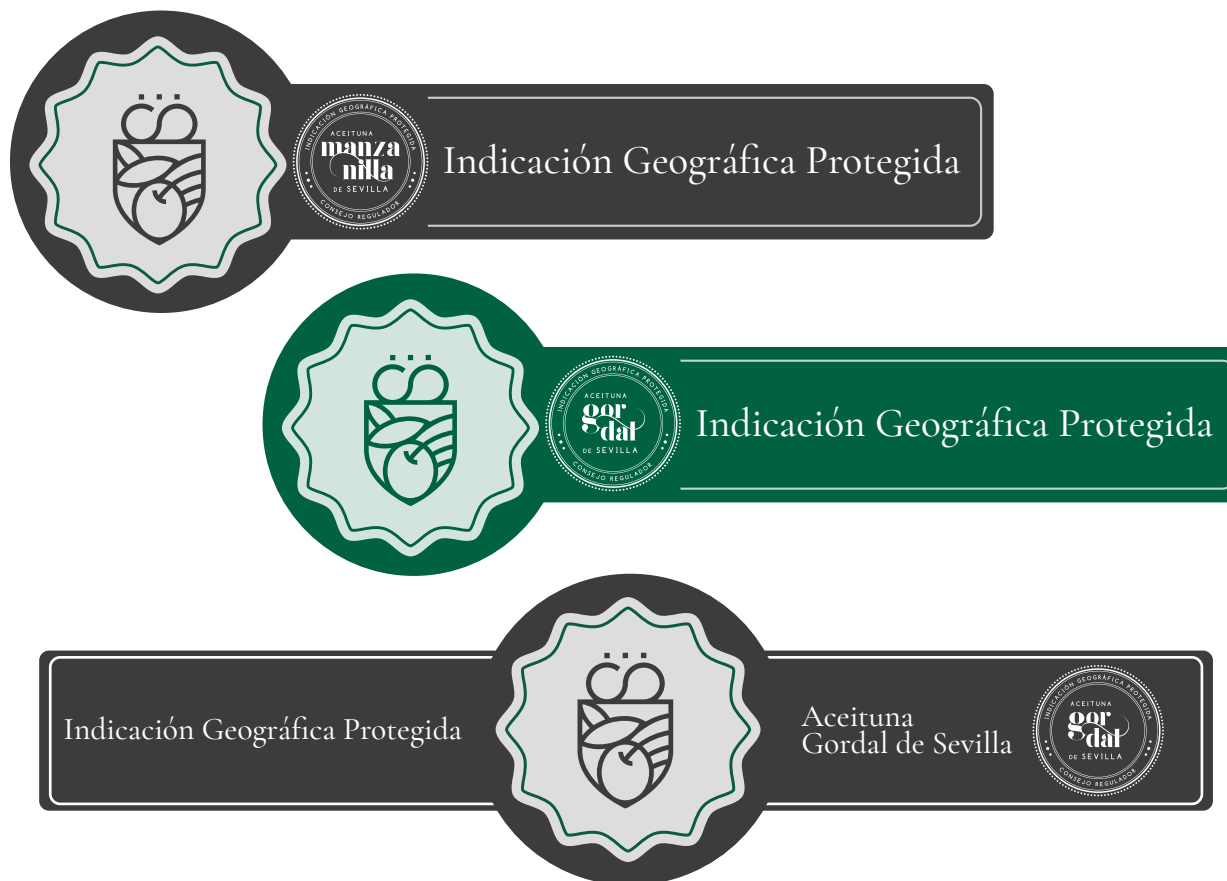 INDICACIÓN GEOGRÁFICA PROTEGIDA
ACEITUNA
manza
nilla
DE SEVILLA
CONSEJO REGULADOR
Indicación Geográfica Protegida
INDICACIÓN GEOGRÁFICA PROTEGIDA
ACEITUNA
gor
dal
DE SEVILLA
CONSEJO REGULADOR
Indicación Geográfica Protegida
Indicación Geográfica Protegida
Aceituna
Gordal de Sevilla
INDICACIÓN GEOGRÁFICA PROTEGIDA
ACEITUNA
gor
dal
DE SEVILLA
CONSEJO REGULADOR